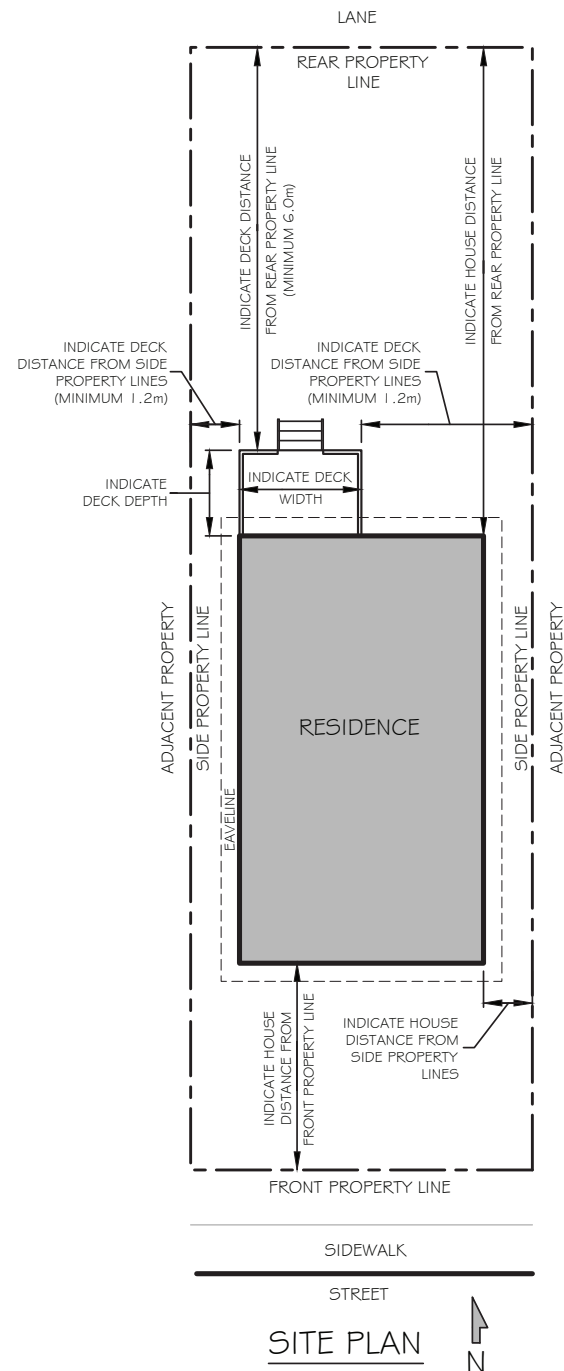 LANE
REAR PROPERTY
LINE
INDICATE DECK DISTANCE
FROM REAR PROPERTY LINE
(MINIMUM 6.0m)
INDICATE HOUSE DISTANCE
FROM REAR PROPERTY LINE
INDICATE DECK
DISTANCE FROM SIDE
PROPERTY LINES
(MINIMUM 1.2m)
INDICATE DECK
DISTANCE FROM SIDE
PROPERTY LINES
(MINIMUM 1.2m)
INDICATE
DECK DEPTH
INDICATE DECK
WIDTH
ADJACENT PROPERTY
SIDE PROPERTY LINE
EAVELINE
RESIDENCE
SIDE PROPERTY LINE
ADJACENT PROPERTY
INDICATE HOUSE
DISTANCE FROM
FRONT PROPERTY LINE
INDICATE HOUSE
DISTANCE FROM
SIDE PROPERTY
LINES
FRONT PROPERTY LINE
SIDEWALK
STREET
SITE PLAN
N